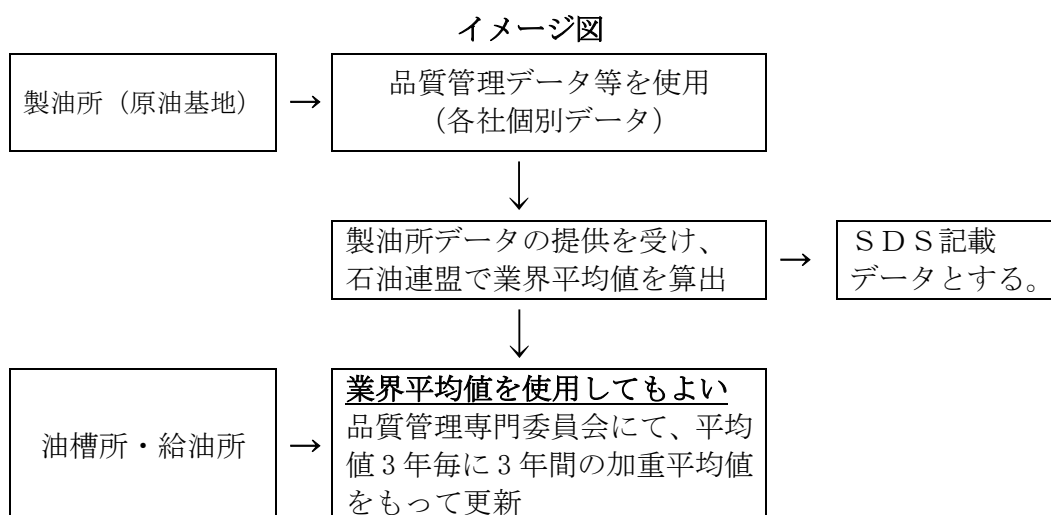 イメージ図
製油所（原油基地）
→
品質管理データ等を使用
（各社個別データ）
↓
製油所データの提供を受け、
石油連盟で業界平均値を算出
→
ＳＤＳ記載
データとする。
↓
油槽所・給油所
→
業界平均値を使用してもよい
品質管理専門委員会にて、平均
値３年毎に３年間の加重平均値
をもって更新